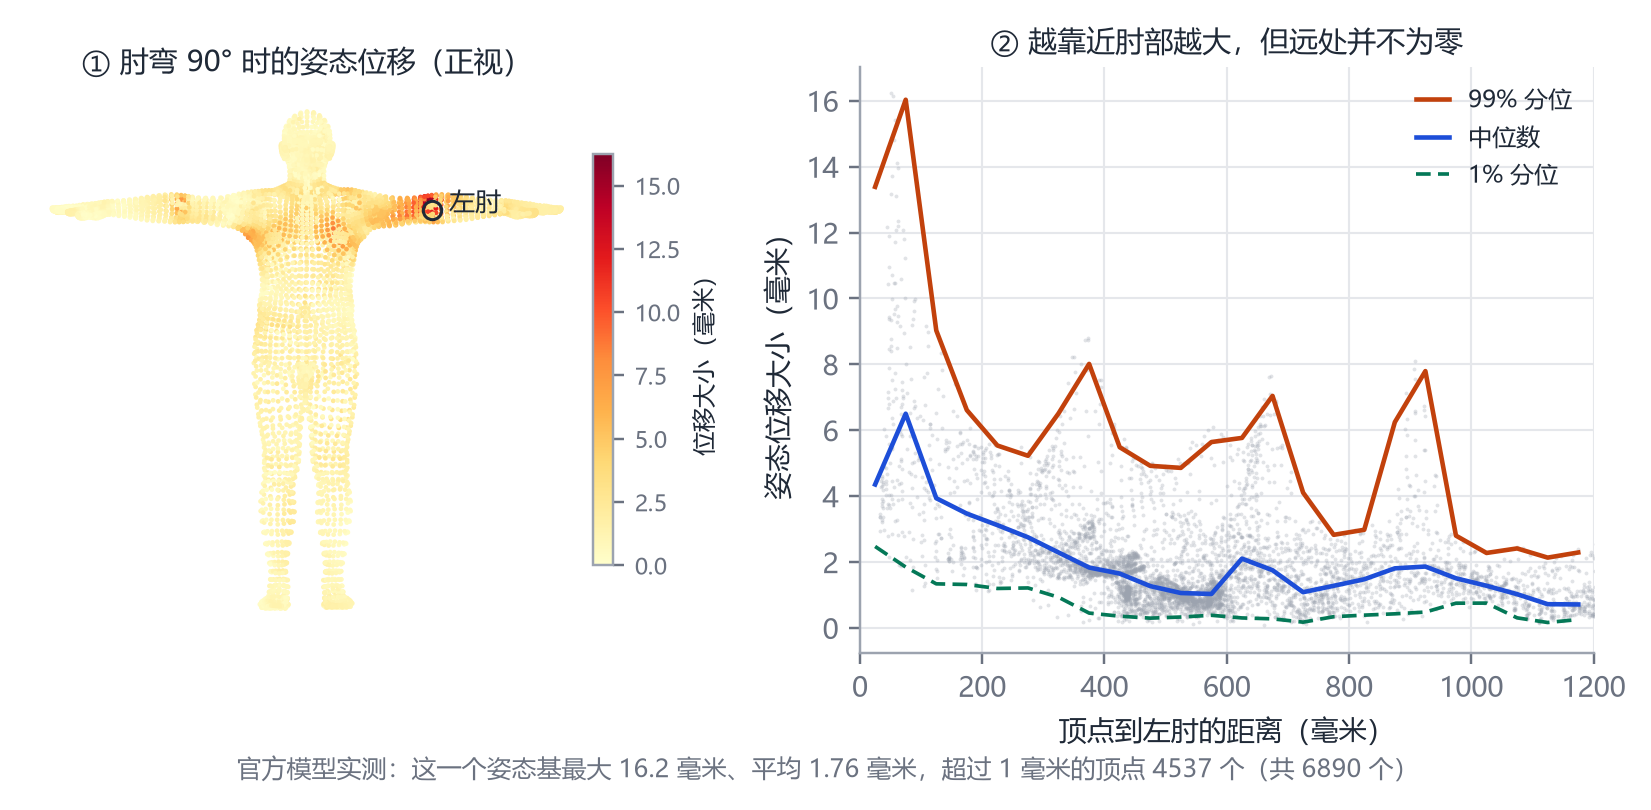 ① 肘弯 90° 时的姿态位移（正视）
左肘
15.0
12.5
10.0
7.5
5.0
2.5
0.0
位移大小（毫米）
② 越靠近肘部越大，但远处并不为零
99% 分位
中位数
1% 分位
16
14
12
10
8
6
4
2
0
姿态位移大小（毫米）
0 200 400 600 800 1000 1200
顶点到左肘的距离（毫米）
官方模型实测：这一个姿态基最大 16.2 毫米、平均 1.76 毫米，超过 1 毫米的顶点 4537 个（共 6890 个）